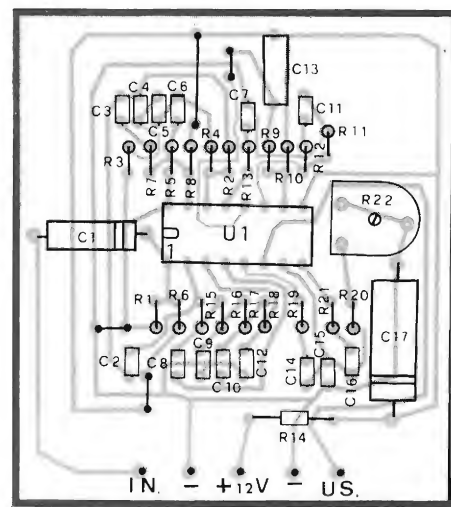 C13
C4 C6
C3 C5 C7 C11
R4 R9 R11
R3 R7 R5 R8 R2 R13 R10 R12
R22
C1 U1
1
R1 R6 R15 R16 R17 R18 R19 R21 R20
C17
C2 C8 C9 C10 C12 C14 C15 C16
R14
IN. − +12V − US.